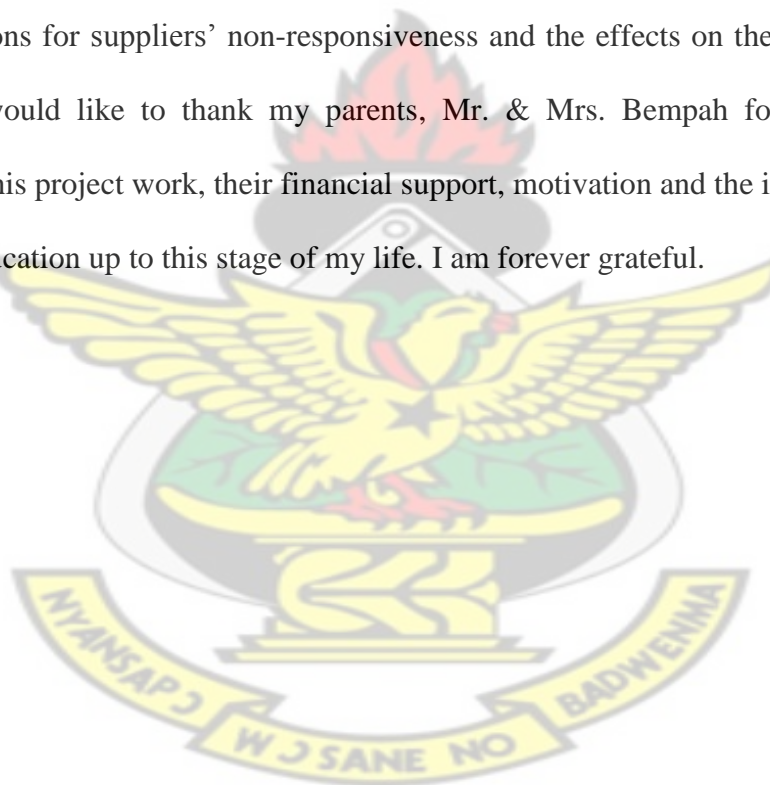 ons for suppliers’ non-responsiveness and the effects on the
would like to thank my parents, Mr. & Mrs. Bempah fo
his project work, their financial support, motivation and the i
cation up to this stage of my life. I am forever grateful.
NYANSAPƆ WƆSANE NO BADWENMA